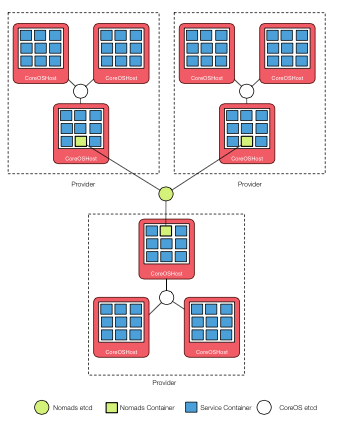 CoreOSHost CoreOSHost CoreOSHost CoreOSHost
CoreOSHost CoreOSHost
Provider Provider
CoreOSHost
CoreOSHost CoreOSHost
Provider
Nomads etcd Nomads Container Service Container CoreOS etcd